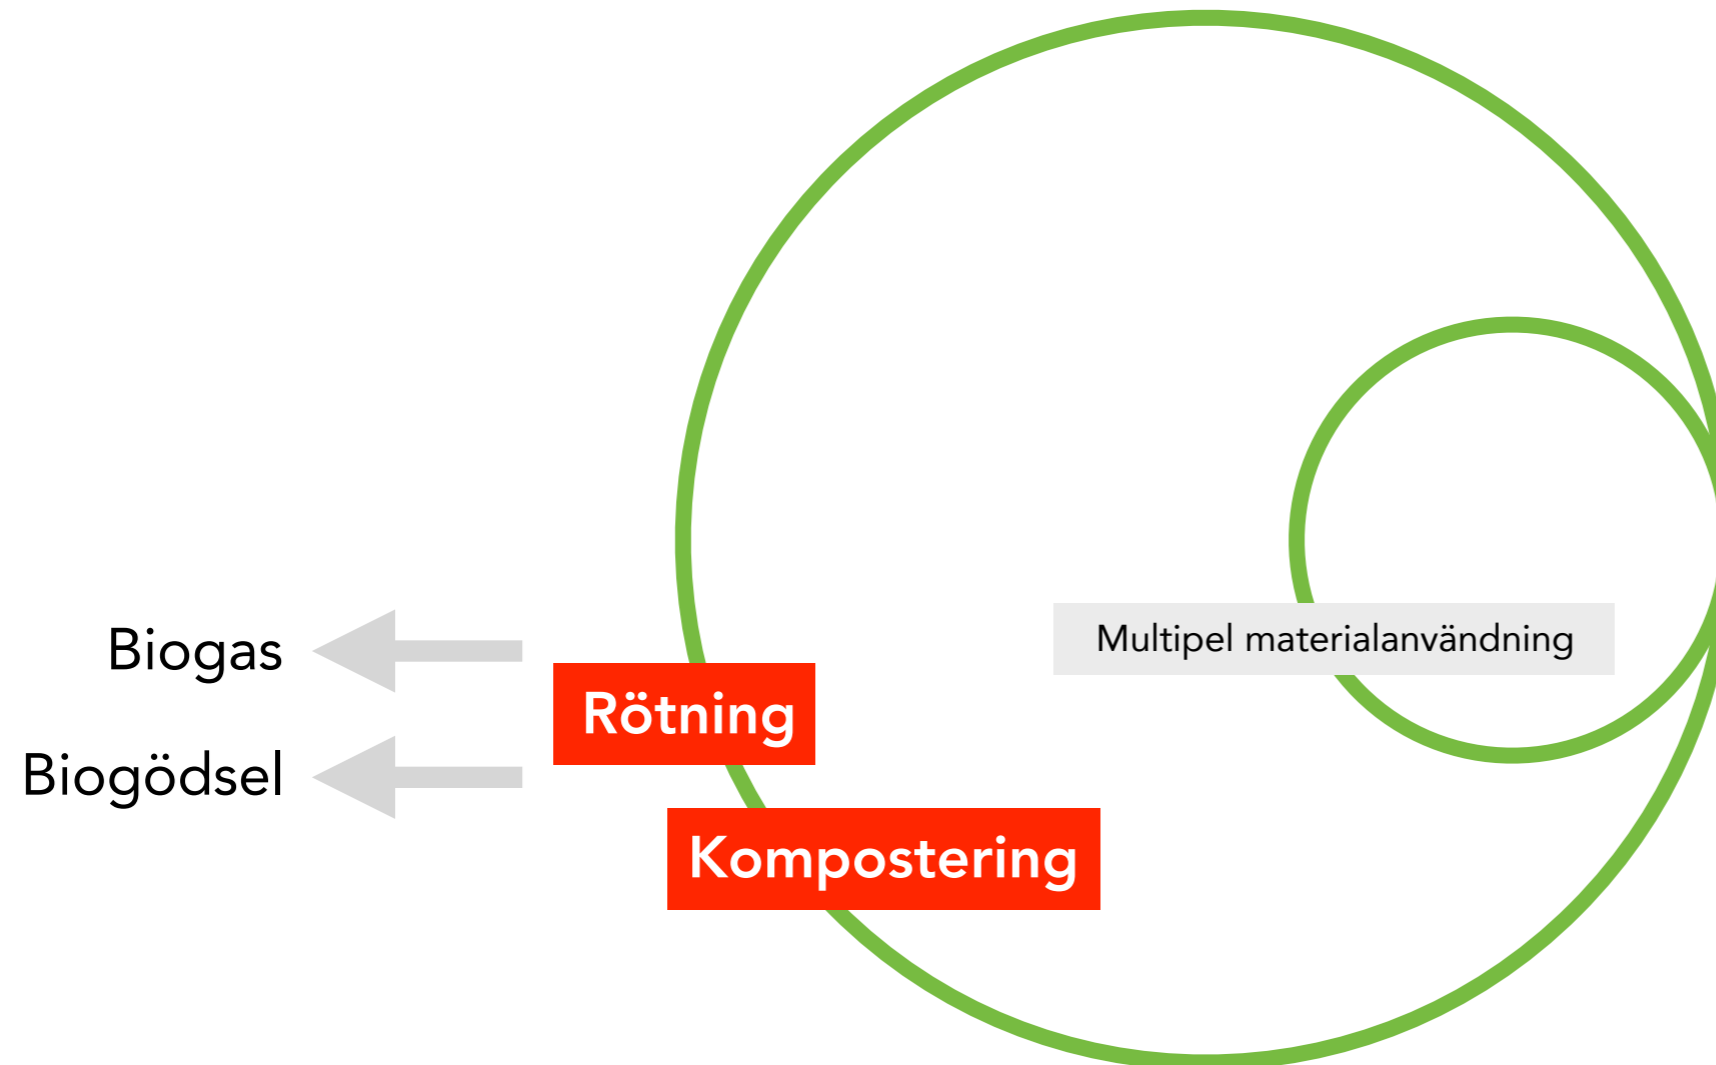 Multipel materialanvändning
Biogas
Rötning
Biogödsel
Kompostering